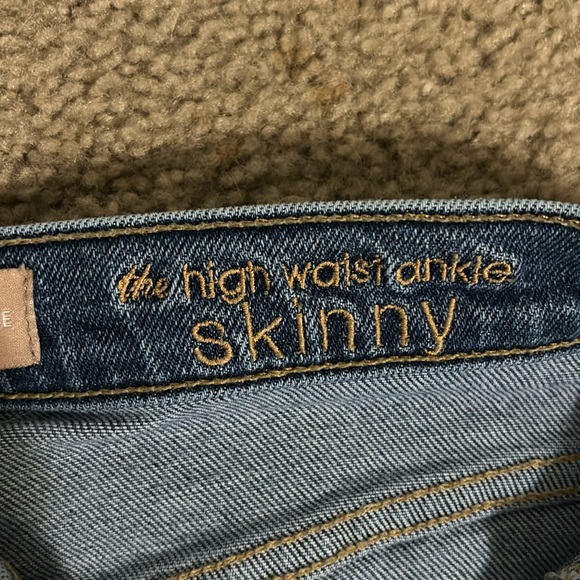 the high waist ankle
skinny
E